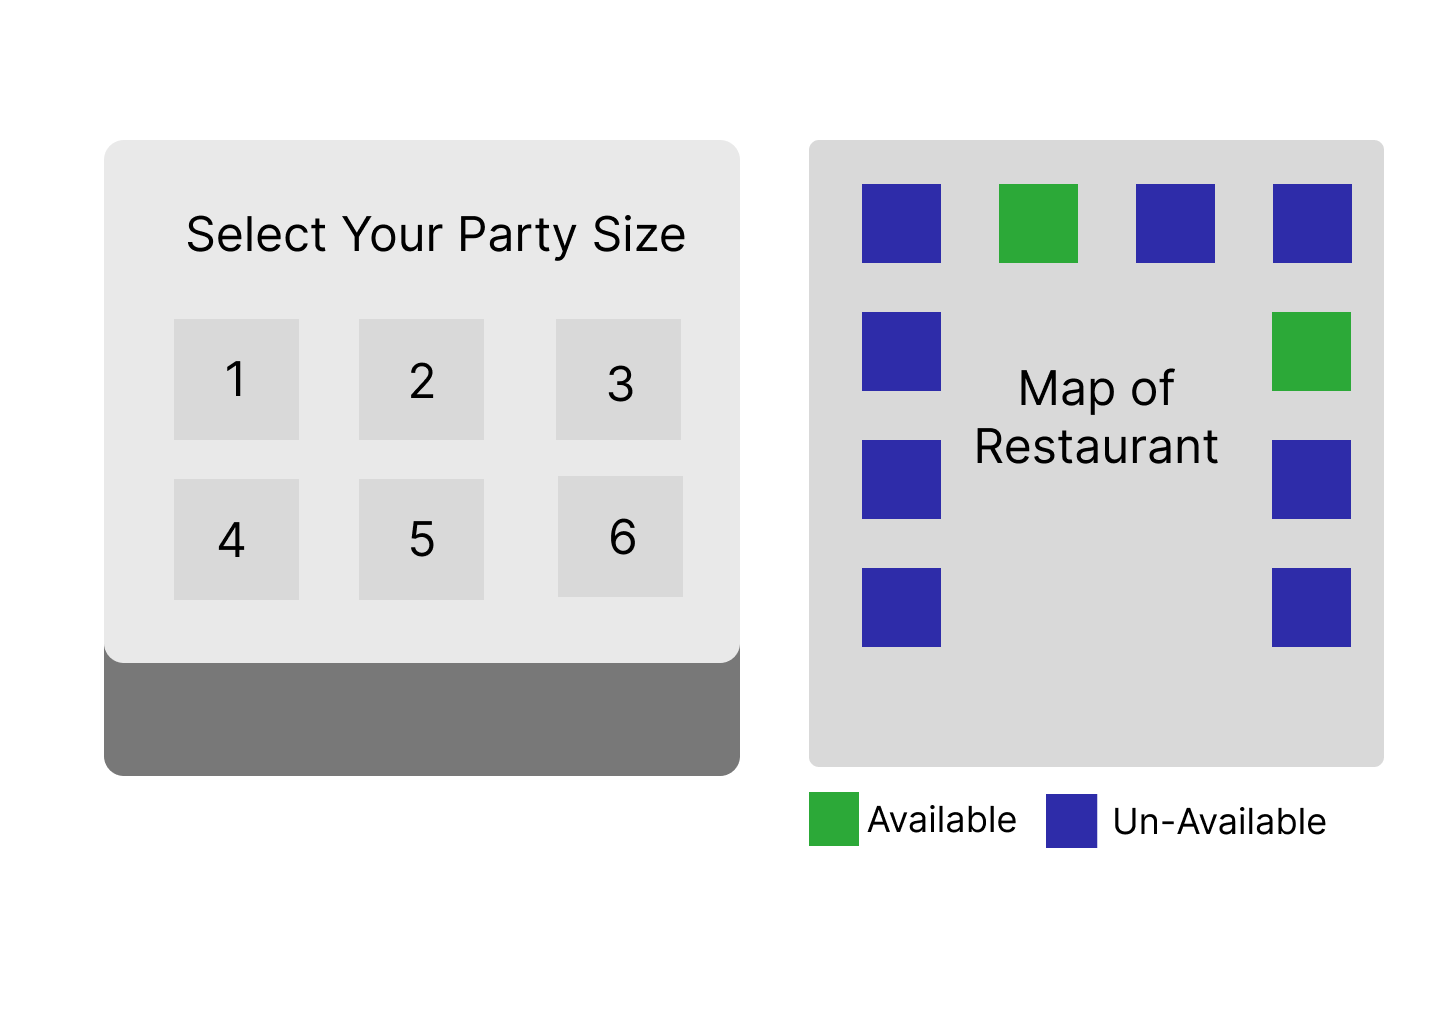 Select Your Party Size
1 2 3
4 5 6
Map of
Restaurant
Available Un-Available